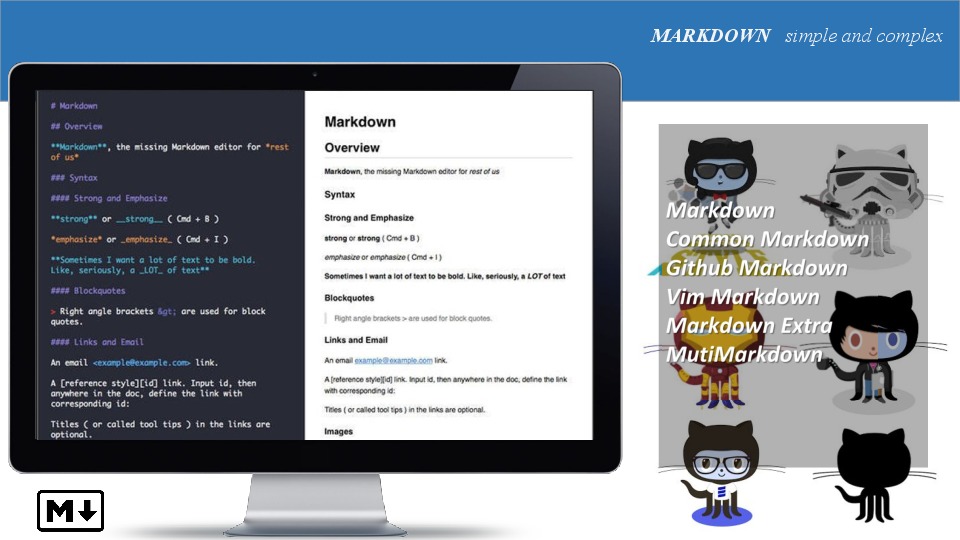 MARKDOWN simple and complex
# Markdown
## Overview
**Markdown**, the missing Markdown editor for *rest
of us*
### Syntax
#### Strong and Emphasize
**strong** or __strong__ ( Cmd + B )
*emphasize* or _emphasize_ ( Cmd + I )
**Sometimes I want a lot of text to be bold.
Like, seriously, a _LOT_ of text**
#### Blockquotes
> Right angle brackets &gt; are used for block
quotes.
#### Links and Email
An email <example@example.com> link.
A [reference style][id] link. Input id, then
anywhere in the doc, define the link with
corresponding id:
Titles ( or called tool tips ) in the links are
optional.
Markdown
Overview
Markdown, the missing Markdown editor for rest of us
Syntax
Strong and Emphasize
strong or strong ( Cmd + B )
emphasize or emphasize ( Cmd + I )
Sometimes I want a lot of text to be bold. Like, seriously, a LOT of text
Blockquotes
Right angle brackets > are used for block quotes.
Links and Email
An email example@example.com link.
A [reference style][id] link. Input id, then anywhere in the doc, define the link
with corresponding id:
Titles ( or called tool tips ) in the links are optional.
Images
Markdown
Common Markdown
Github Markdown
Vim Markdown
Markdown Extra
MutiMarkdown
M